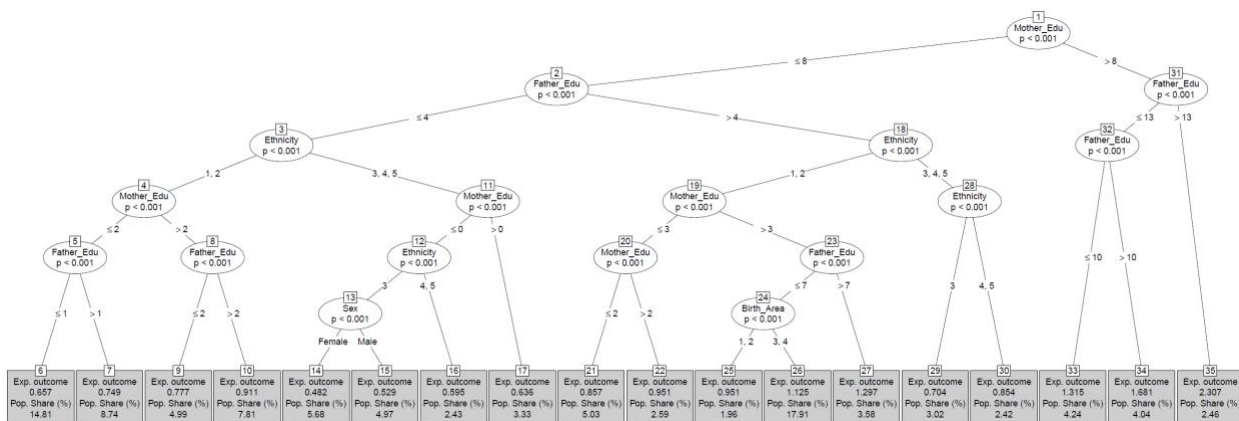 1
Mother_Edu
p < 0.001
≤ 8
> 8
2
Father_Edu
p < 0.001
31
Father_Edu
p < 0.001
≤ 4
> 4
≤ 13
> 13
3
Ethnicity
p < 0.001
18
Ethnicity
p < 0.001
32
Father_Edu
p < 0.001
1, 2
3, 4, 5
1, 2
3, 4, 5
4
Mother_Edu
p < 0.001
11
Mother_Edu
p < 0.001
19
Mother_Edu
p < 0.001
28
Ethnicity
p < 0.001
≤ 2
> 2
≤ 0
> 0
≤ 3
> 3
5
Father_Edu
p < 0.001
8
Father_Edu
p < 0.001
12
Ethnicity
p < 0.001
20
Mother_Edu
p < 0.001
23
Father_Edu
p < 0.001
≤ 10
> 10
3
4, 5
≤ 7
> 7
3
4, 5
13
Sex
p < 0.001
24
Birth_Area
p < 0.001
≤ 1
> 1
≤ 2
> 2
≤ 2
> 2
Female
Male
1, 2
3, 4
6
Exp. outcome
0.657
Pop. Share (%)
14.81
7
Exp. outcome
0.749
Pop. Share (%)
8.74
9
Exp. outcome
0.777
Pop. Share (%)
4.99
10
Exp. outcome
0.911
Pop. Share (%)
7.81
14
Exp. outcome
0.482
Pop. Share (%)
5.68
15
Exp. outcome
0.529
Pop. Share (%)
4.97
16
Exp. outcome
0.595
Pop. Share (%)
2.43
17
Exp. outcome
0.636
Pop. Share (%)
3.33
21
Exp. outcome
0.857
Pop. Share (%)
5.03
22
Exp. outcome
0.951
Pop. Share (%)
2.59
25
Exp. outcome
0.951
Pop. Share (%)
1.96
26
Exp. outcome
1.125
Pop. Share (%)
17.91
27
Exp. outcome
1.297
Pop. Share (%)
3.58
29
Exp. outcome
0.704
Pop. Share (%)
3.02
30
Exp. outcome
0.854
Pop. Share (%)
2.42
33
Exp. outcome
1.315
Pop. Share (%)
4.24
34
Exp. outcome
1.681
Pop. Share (%)
4.04
35
Exp. outcome
2.307
Pop. Share (%)
2.46